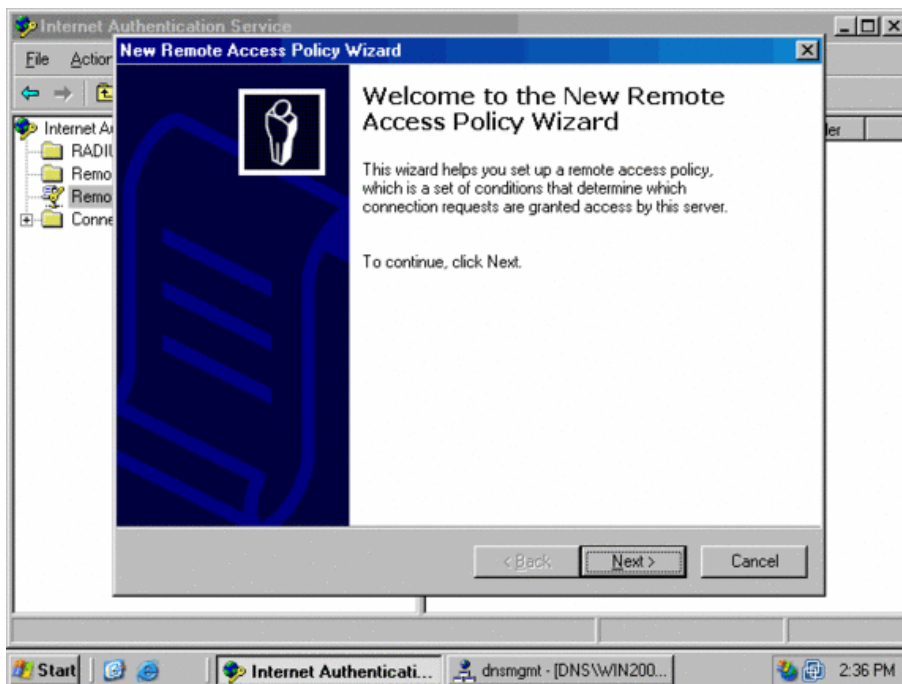 Internet Authentication Service
File Action
New Remote Access Policy Wizard
Internet Au
RADIU
Remo
Remo
Conne
Welcome to the New Remote
Access Policy Wizard
This wizard helps you set up a remote access policy,
which is a set of conditions that determine which
connection requests are granted access by this server.
To continue, click Next.
< Back
Next >
Cancel
Start
Internet Authenticati...
dnsmgmt - [DNS\WIN200...
2:36 PM